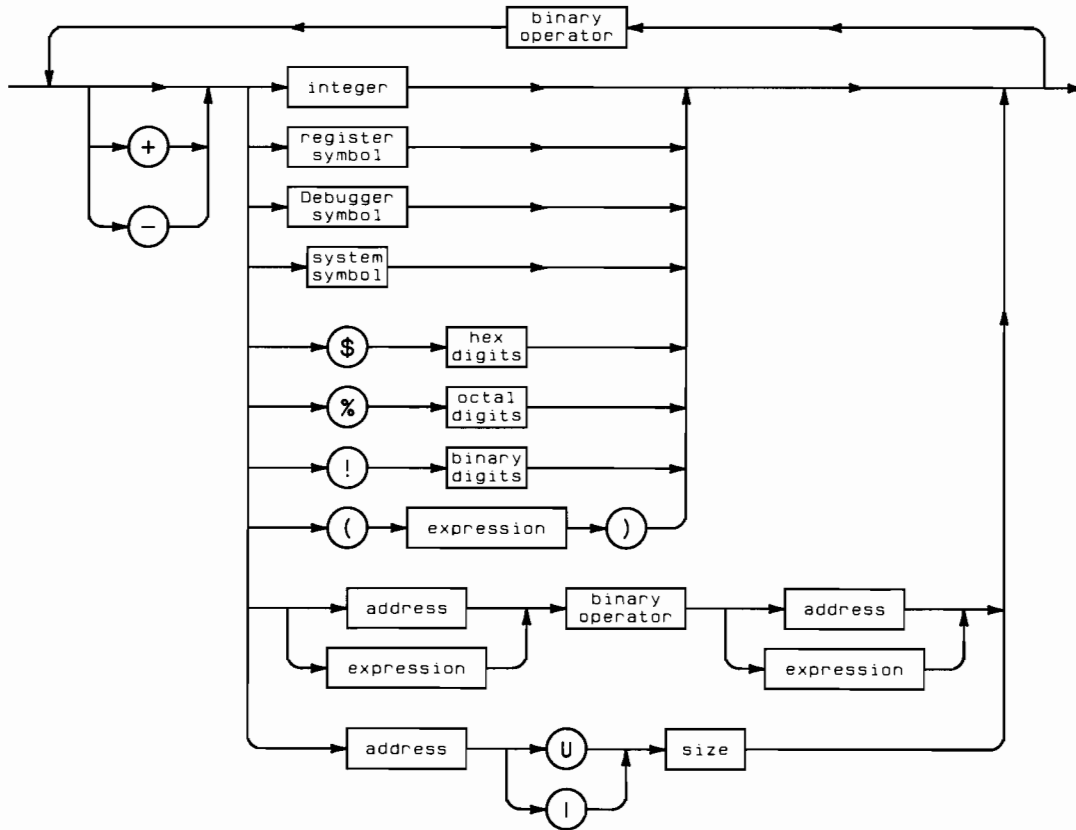 binary
operator
integer
+
register
symbol
−
Debugger
symbol
system
symbol
$
hex
digits
%
octal
digits
!
binary
digits
(
expression
)
address
binary
operator
address
expression
expression
address
U
size
I